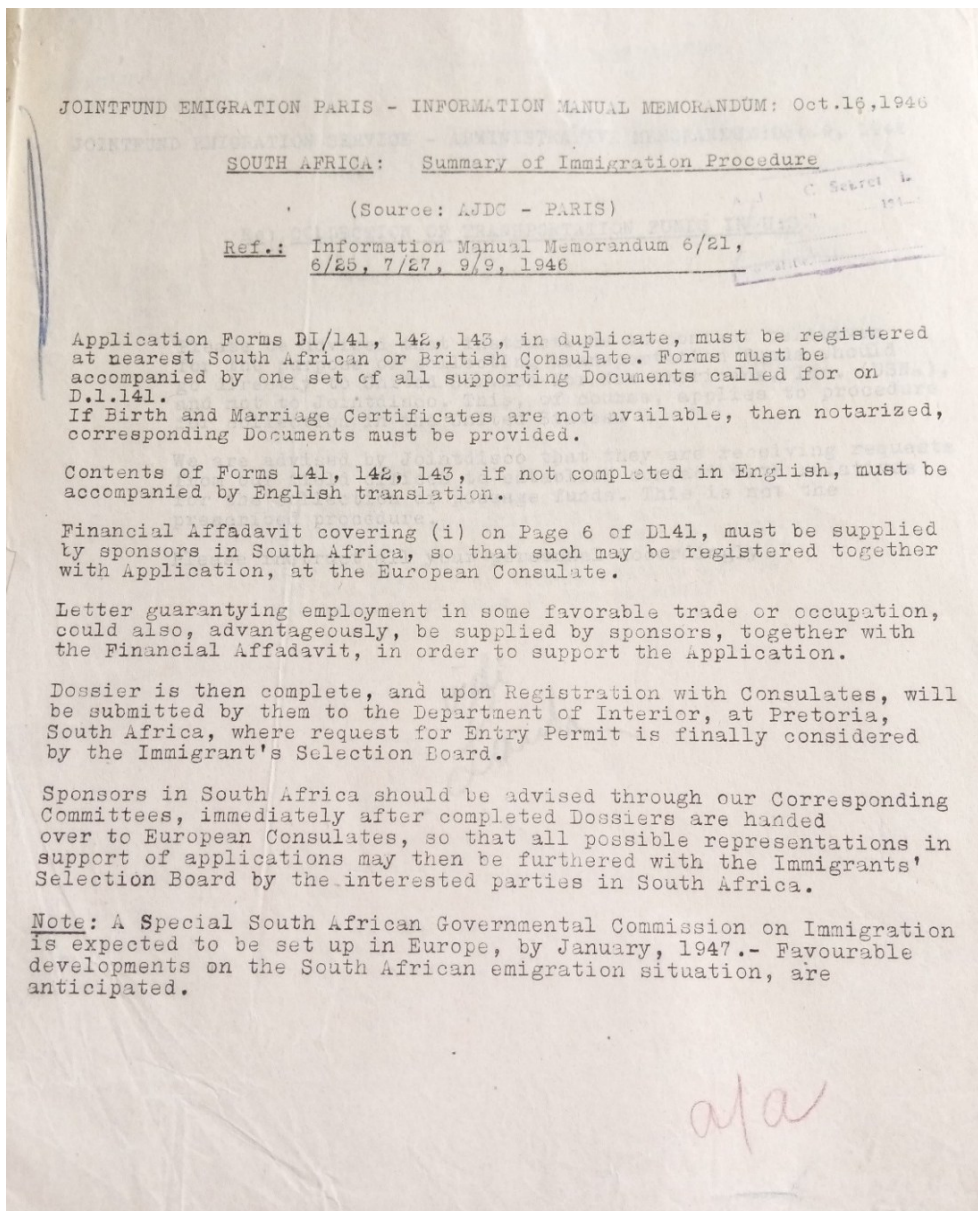 JOINTFUND EMIGRATION PARIS - INFORMATION MANUAL MEMORANDUM: Oct.16,1946
SOUTH AFRICA: Summary of Immigration Procedure
(Source: AJDC - PARIS)
Ref.: Information Manual Memorandum 6/21,
6/25, 7/27, 9/9, 1946
Application Forms DI/141, 142, 143, in duplicate, must be registered
at nearest South African or British Consulate. Forms must be
accompanied by one set of all supporting Documents called for on
D.1.141.
If Birth and Marriage Certificates are not available, then notarized,
corresponding Documents must be provided.
Contents of Forms 141, 142, 143, if not completed in English, must be
accompanied by English translation.
Financial Affadavit covering (i) on Page 6 of D141, must be supplied
by sponsors in South Africa, so that such may be registered together
with Application, at the European Consulate.
Letter guarantying employment in some favorable trade or occupation,
could also, advantageously, be supplied by sponsors, together with
the Financial Affadavit, in order to support the Application.
Dossier is then complete, and upon Registration with Consulates, will
be submitted by them to the Department of Interior, at Pretoria,
South Africa, where request for Entry Permit is finally considered
by the Immigrant's Selection Board.
Sponsors in South Africa should be advised through our Corresponding
Committees, immediately after completed Dossiers are handed
over to European Consulates, so that all possible representations in
support of applications may then be furthered with the Immigrants'
Selection Board by the interested parties in South Africa.
Note: A Special South African Governmental Commission on Immigration
is expected to be set up in Europe, by January, 1947.- Favourable
developments on the South African emigration situation, are
anticipated.
a/a